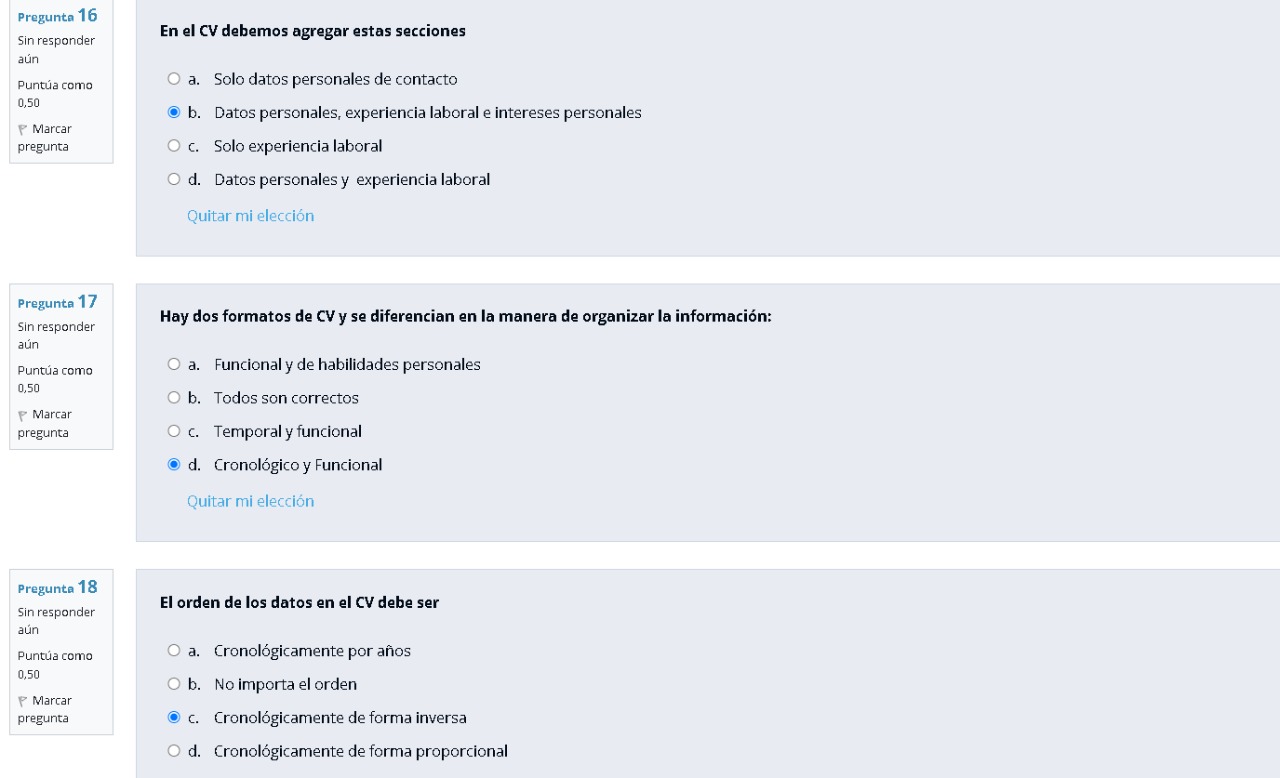 Pregunta 16
Sin responder
aún
Puntúa como
0,50
Marcar
pregunta
En el CV debemos agregar estas secciones
a. Solo datos personales de contacto
b. Datos personales, experiencia laboral e intereses personales
c. Solo experiencia laboral
d. Datos personales y experiencia laboral
Quitar mi elección
Pregunta 17
Sin responder
aún
Puntúa como
0,50
Marcar
pregunta
Hay dos formatos de CV y se diferencian en la manera de organizar la información:
a. Funcional y de habilidades personales
b. Todos son correctos
c. Temporal y funcional
d. Cronológico y Funcional
Quitar mi elección
Pregunta 18
Sin responder
aún
Puntúa como
0,50
Marcar
pregunta
El orden de los datos en el CV debe ser
a. Cronológicamente por años
b. No importa el orden
c. Cronológicamente de forma inversa
d. Cronológicamente de forma proporcional